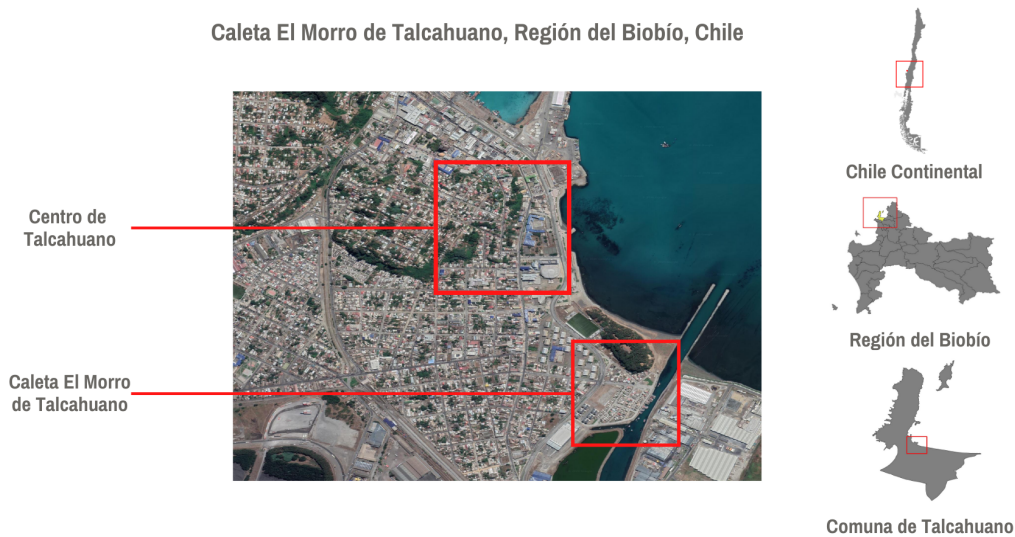 Caleta El Morro de Talcahuano, Región del Biobío, Chile
Centro de
Talcahuano
Caleta El Morro
de Talcahuano
Chile Continental
Región del Biobío
Comuna de Talcahuano